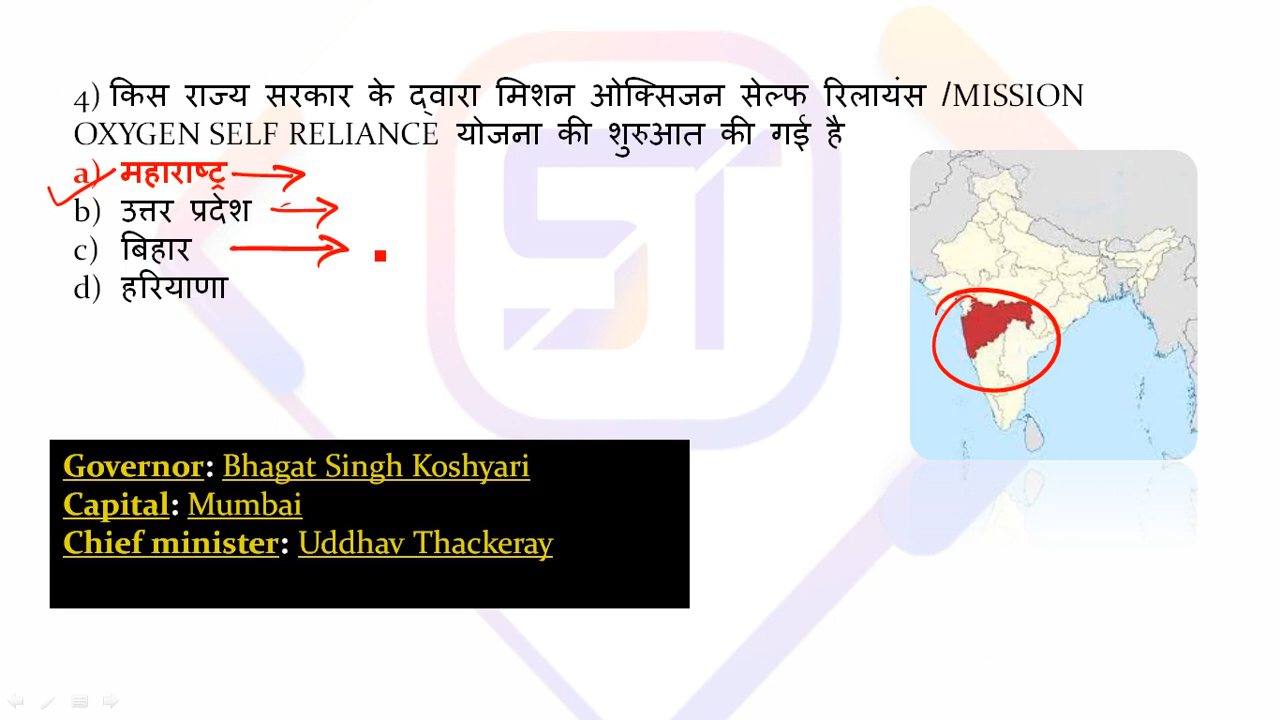 4) किस राज्य सरकार के द्वारा मिशन ओक्सिजन सेल्फ रिलायंस /MISSION
OXYGEN SELF RELIANCE योजना की शुरुआत की गई है
a) महाराष्ट्र
b) उत्तर प्रदेश
c) बिहार
d) हरियाणा
Governor: Bhagat Singh Koshyari
Capital: Mumbai
Chief minister: Uddhav Thackeray